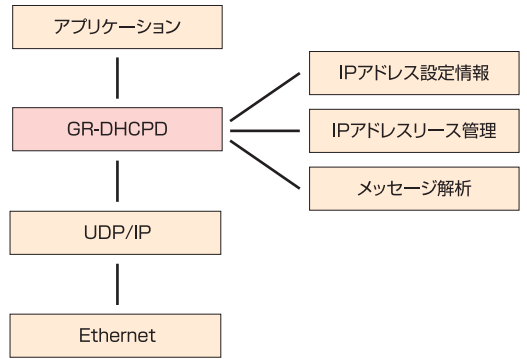 アプリケーション
GR-DHCPD
UDP/IP
Ethernet
IPアドレス設定情報
IPアドレスリース管理
メッセージ解析